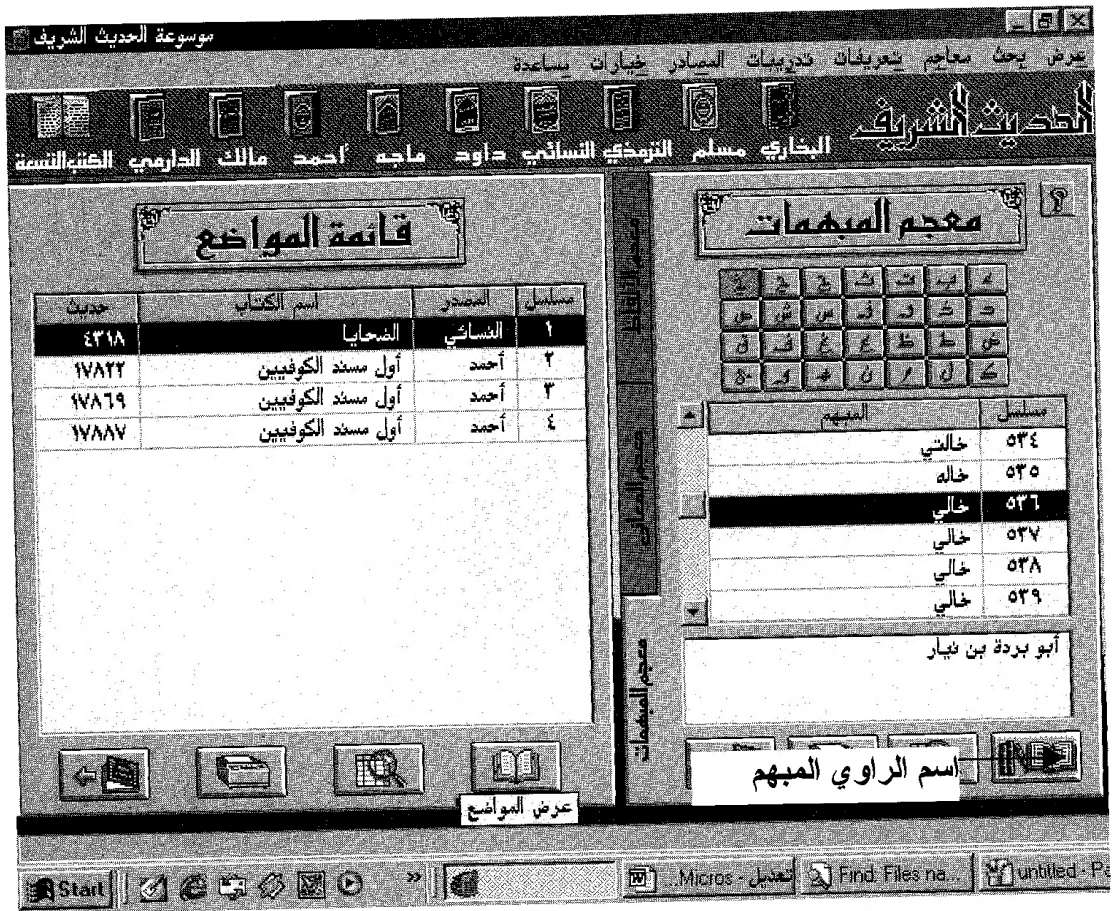 موسوعة الحديث الشريف
عرض بحث معاجم تعريفات تدريبات المصادر خيارات مساعدة
الحديث الشريف
البخاري مسلم الترمذي النسائي داود ماجه أحمد مالك الدارمي الكتب التسعة
معجم المبهمات
ء ب ت ث ج ح خ
د ذ ر ز س ش ص
ض ط ظ ع غ ف ق
ك ل م ن ه و ي
مسلسل المبهم
٥٣٤ خالتي
٥٣٥ خاله
٥٣٦ خالي
٥٣٧ خالي
٥٣٨ خالي
٥٣٩ خالي
أبو بردة بن نيار
اسم الراوي المبهم
معجم المبهمات
قائمة المواضع
مسلسل المصدر اسم الكتاب حديث
١ النسائي الضحايا ٤٣١٨
٢ أحمد أول مسند الكوفيين ١٧٨٢٢
٣ أحمد أول مسند الكوفيين ١٧٨٦٩
٤ أحمد أول مسند الكوفيين ١٧٨٨٧
عرض المواضع
Start » تعديل - Micros... Find: Files na... untitled - Pa